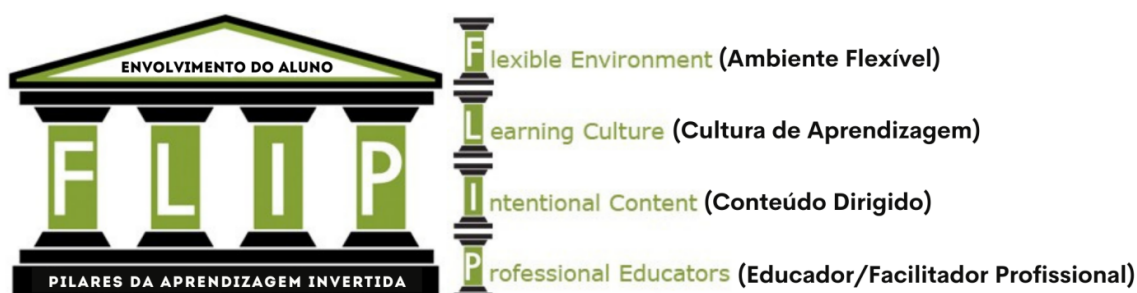 ENVOLVIMENTO DO ALUNO
FLIP
PILARES DA APRENDIZAGEM INVERTIDA
Flexible Environment (Ambiente Flexível)
Learning Culture (Cultura de Aprendizagem)
Intentional Content (Conteúdo Dirigido)
Professional Educators (Educador/Facilitador Profissional)